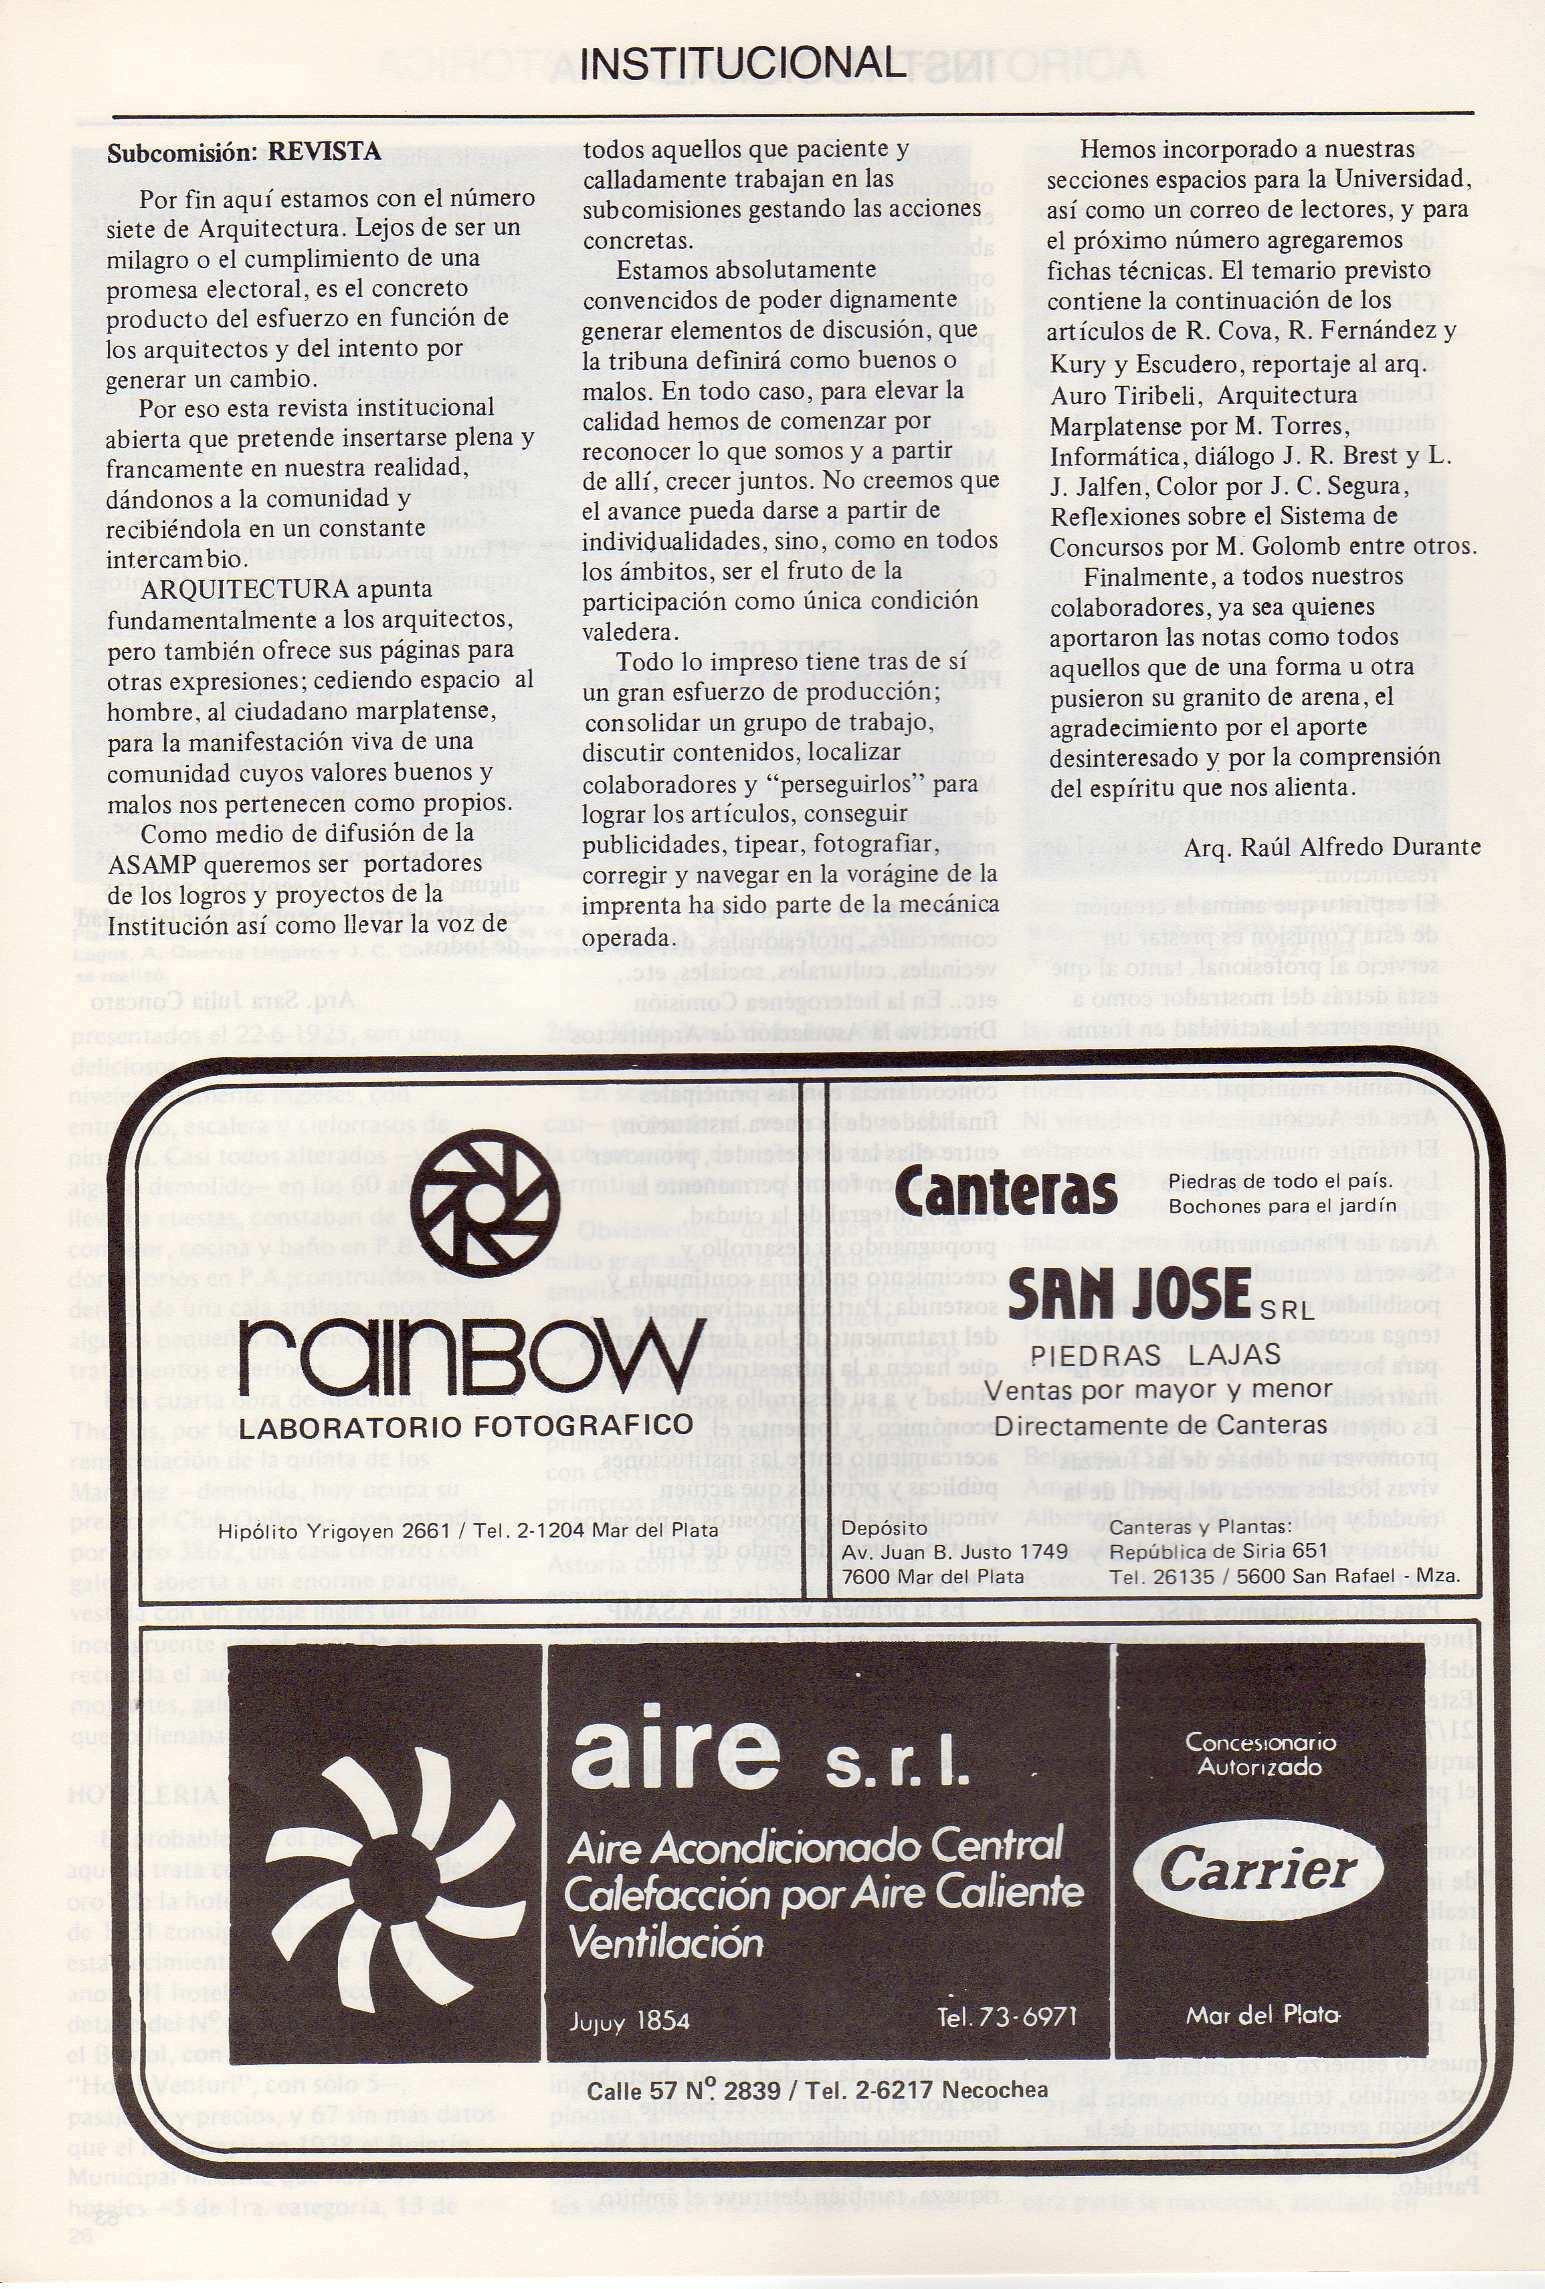 INSTITUCIONAL
Subcomisión: REVISTA
Por fin aquí estamos con el número
siete de Arquitectura. Lejos de ser un
milagro o el cumplimiento de una
promesa electoral, es el concreto
producto del esfuerzo en función de
los arquitectos y del intento por
generar un cambio.
Por eso esta revista institucional
abierta que pretende insertarse plena y
francamente en nuestra realidad,
dándonos a la comunidad y
recibiéndola en un constante
intercambio.
ARQUITECTURA apunta
fundamentalmente a los arquitectos,
pero también ofrece sus páginas para
otras expresiones; cediendo espacio al
hombre, al ciudadano marplatense,
para la manifestación viva de una
comunidad cuyos valores buenos y
malos nos pertenecen como propios.
Como medio de difusión de la
ASAMP queremos ser portadores
de los logros y proyectos de la
Institución así como llevar la voz de
todos aquellos que paciente y
calladamente trabajan en las
subcomisiones gestando las acciones
concretas.
Estamos absolutamente
convencidos de poder dignamente
generar elementos de discusión, que
la tribuna definirá como buenos o
malos. En todo caso, para elevar la
calidad hemos de comenzar por
reconocer lo que somos y a partir
de allí, crecer juntos. No creemos que
el avance pueda darse a partir de
individualidades, sino, como en todos
los ámbitos, ser el fruto de la
participación como única condición
valedera.
Todo lo impreso tiene tras de sí
un gran esfuerzo de producción;
consolidar un grupo de trabajo,
discutir contenidos, localizar
colaboradores y “perseguirlos” para
lograr los artículos, conseguir
publicidades, tipear, fotografiar,
corregir y navegar en la vorágine de la
imprenta ha sido parte de la mecánica
operada.
Hemos incorporado a nuestras
secciones espacios para la Universidad,
así como un correo de lectores, y para
el próximo número agregaremos
fichas técnicas. El temario previsto
contiene la continuación de los
artículos de R. Cova, R. Fernández y
Kury y Escudero, reportaje al arq.
Auro Tiribeli, Arquitectura
Marplatense por M. Torres,
Informática, diálogo J. R. Brest y L.
J. Jalfen, Color por J. C. Segura,
Reflexiones sobre el Sistema de
Concursos por M. Golomb entre otros.
Finalmente, a todos nuestros
colaboradores, ya sea quienes
aportaron las notas como todos
aquellos que de una forma u otra
pusieron su granito de arena, el
agradecimiento por el aporte
desinteresado y por la comprensión
del espíritu que nos alienta.
Arq. Raúl Alfredo Durante
rainBOW
LABORATORIO FOTOGRAFICO
Hipólito Yrigoyen 2661 / Tel. 2-1204 Mar del Plata
Canteras
Piedras de todo el país.
Bochones para el jardín
SAN JOSE SRL
PIEDRAS LAJAS
Ventas por mayor y menor
Directamente de Canteras
Depósito
Av. Juan B. Justo 1749
7600 Mar del Plata
Canteras y Plantas:
República de Siria 651
Tel. 26135 / 5600 San Rafael - Mza.
aire s.r.l.
Aire Acondicionado Central
Calefacción por Aire Caliente
Ventilación
Jujuy 1854 Tel. 73-6971
Concesionario
Autorizado
Carrier
Mar del Plata
Calle 57 Nº 2839 / Tel. 2-6217 Necochea